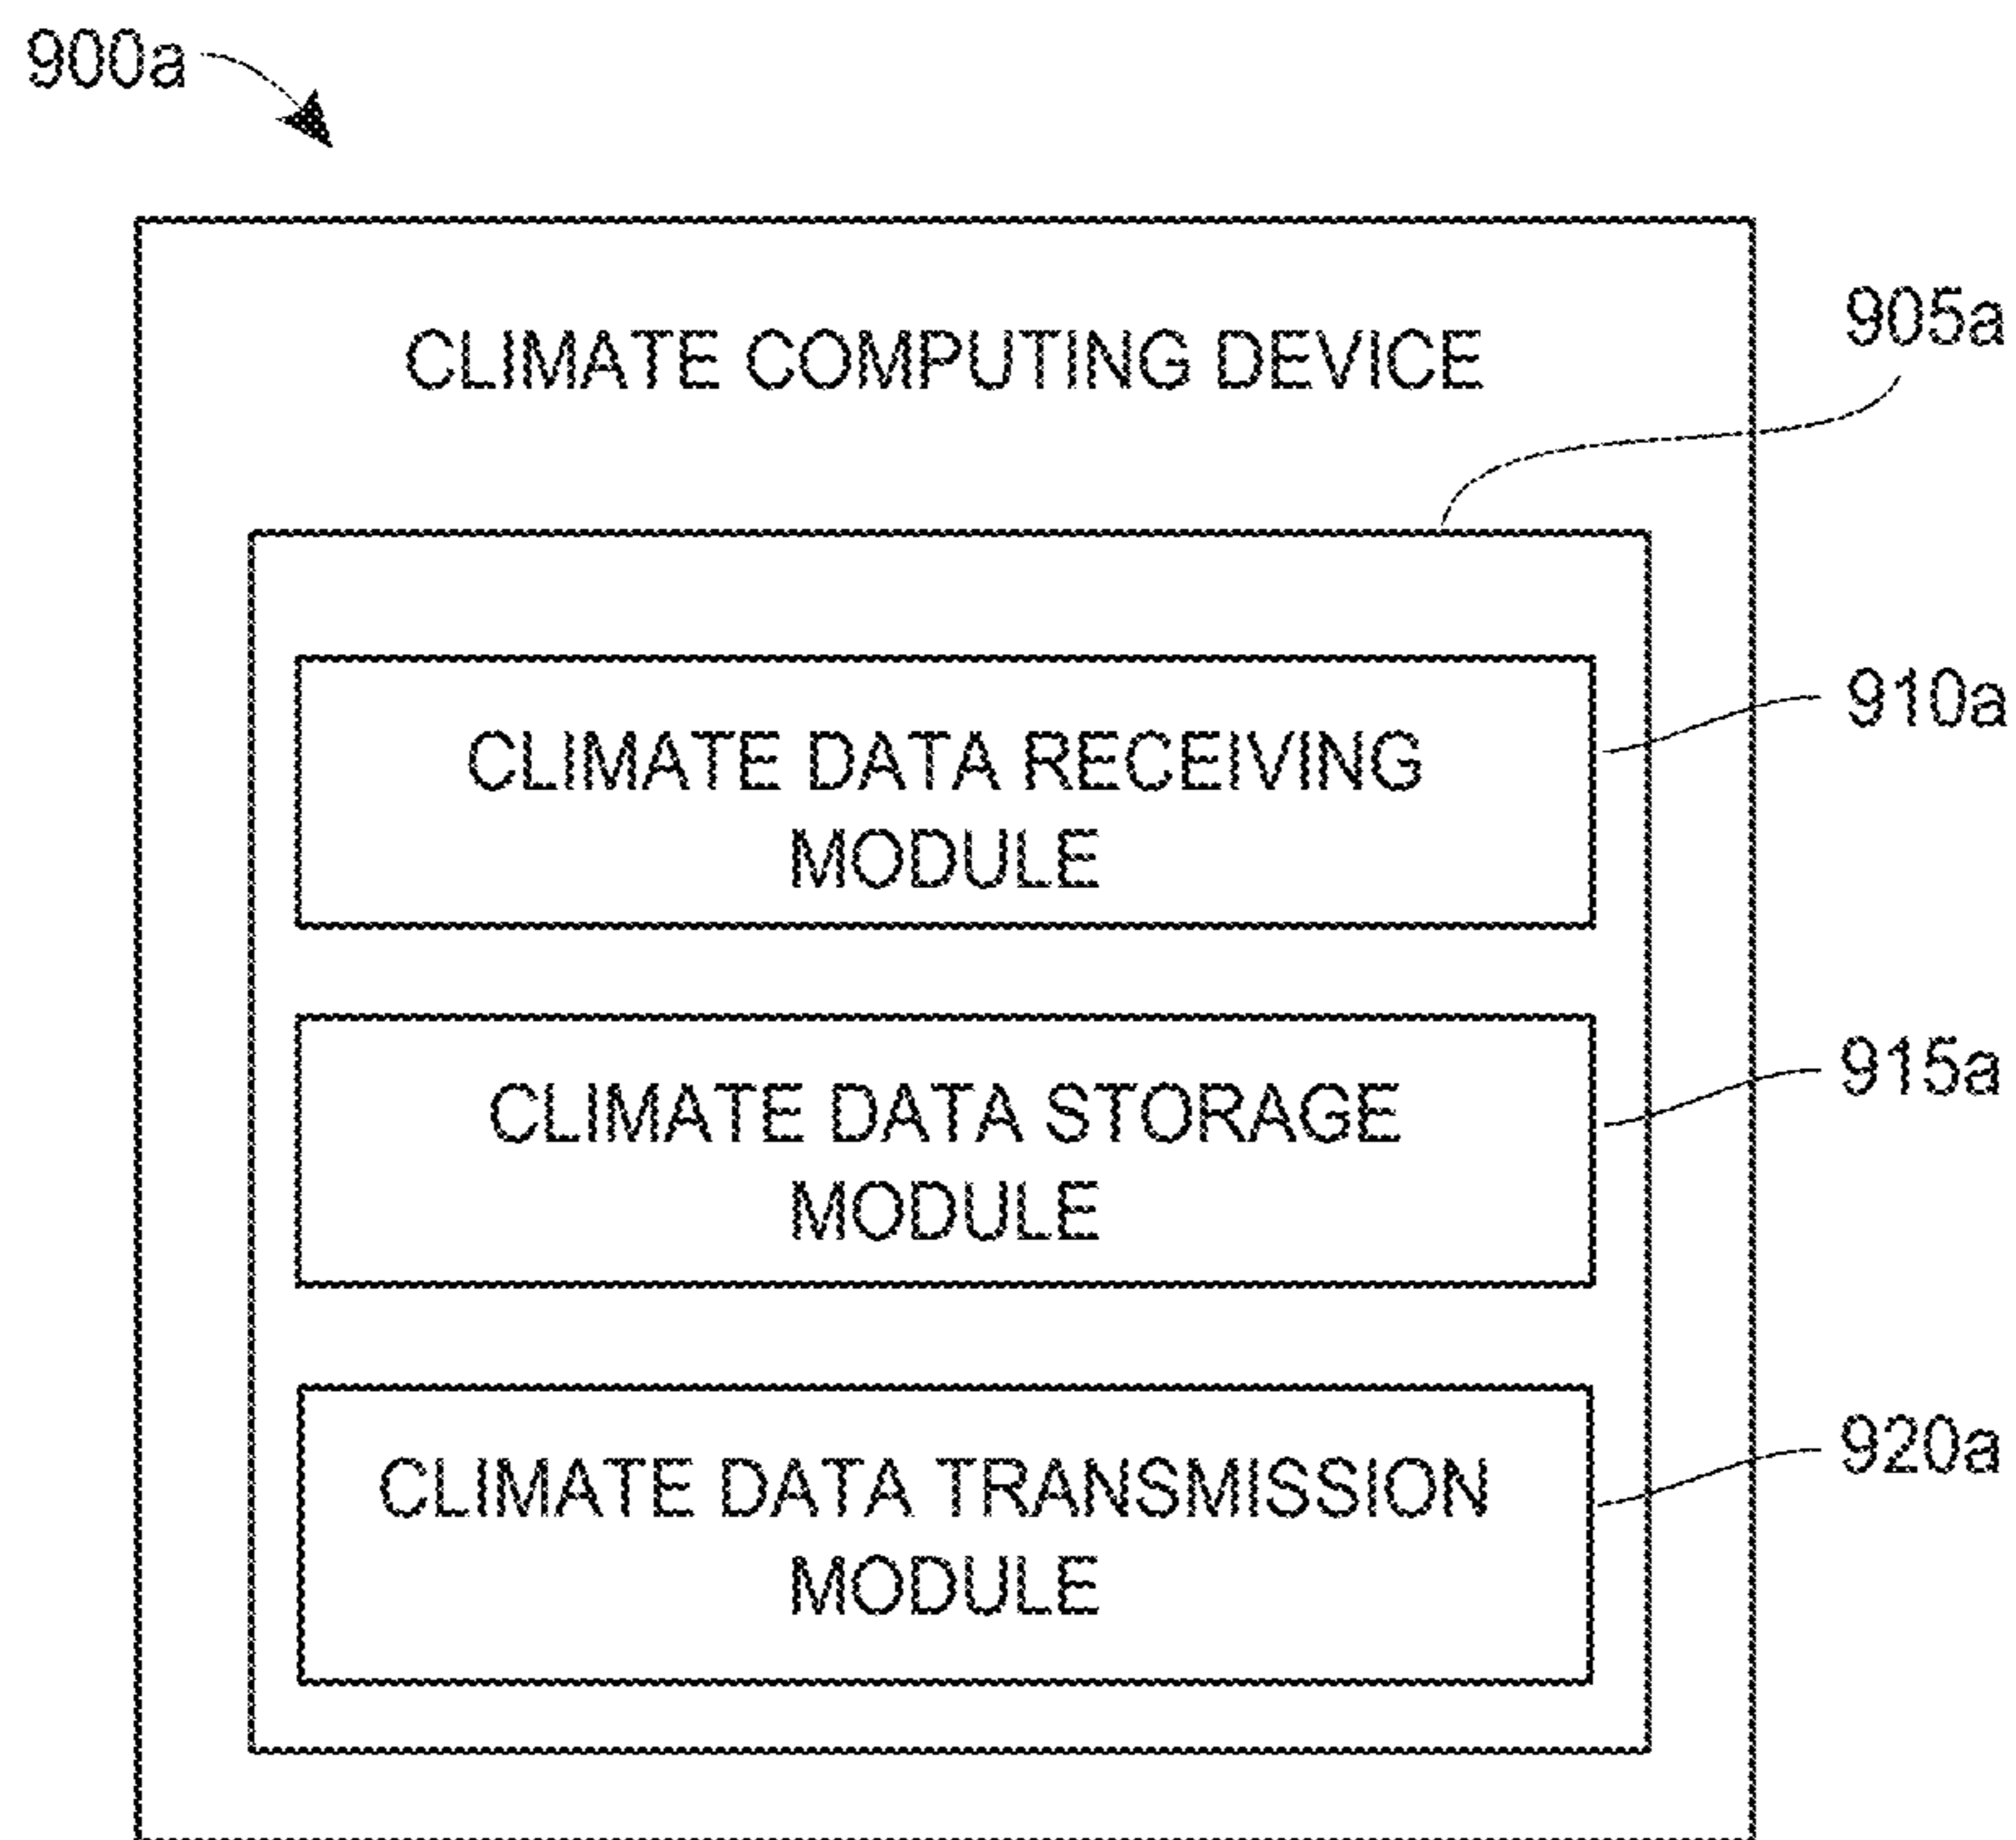 900a
CLIMATE COMPUTING DEVICE
905a
CLIMATE DATA RECEIVING
MODULE
910a
CLIMATE DATA STORAGE
MODULE
915a
CLIMATE DATA TRANSMISSION
MODULE
920a